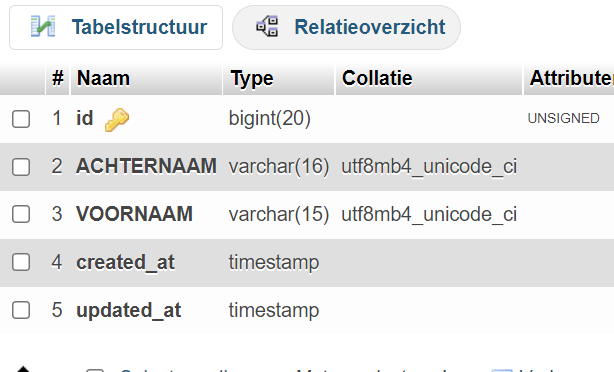 Tabelstructuur Relatieoverzicht
# Naam Type Collatie Attributen
1 id bigint(20) UNSIGNED
2 ACHTERNAAM varchar(16) utf8mb4_unicode_ci
3 VOORNAAM varchar(15) utf8mb4_unicode_ci
4 created_at timestamp
5 updated_at timestamp